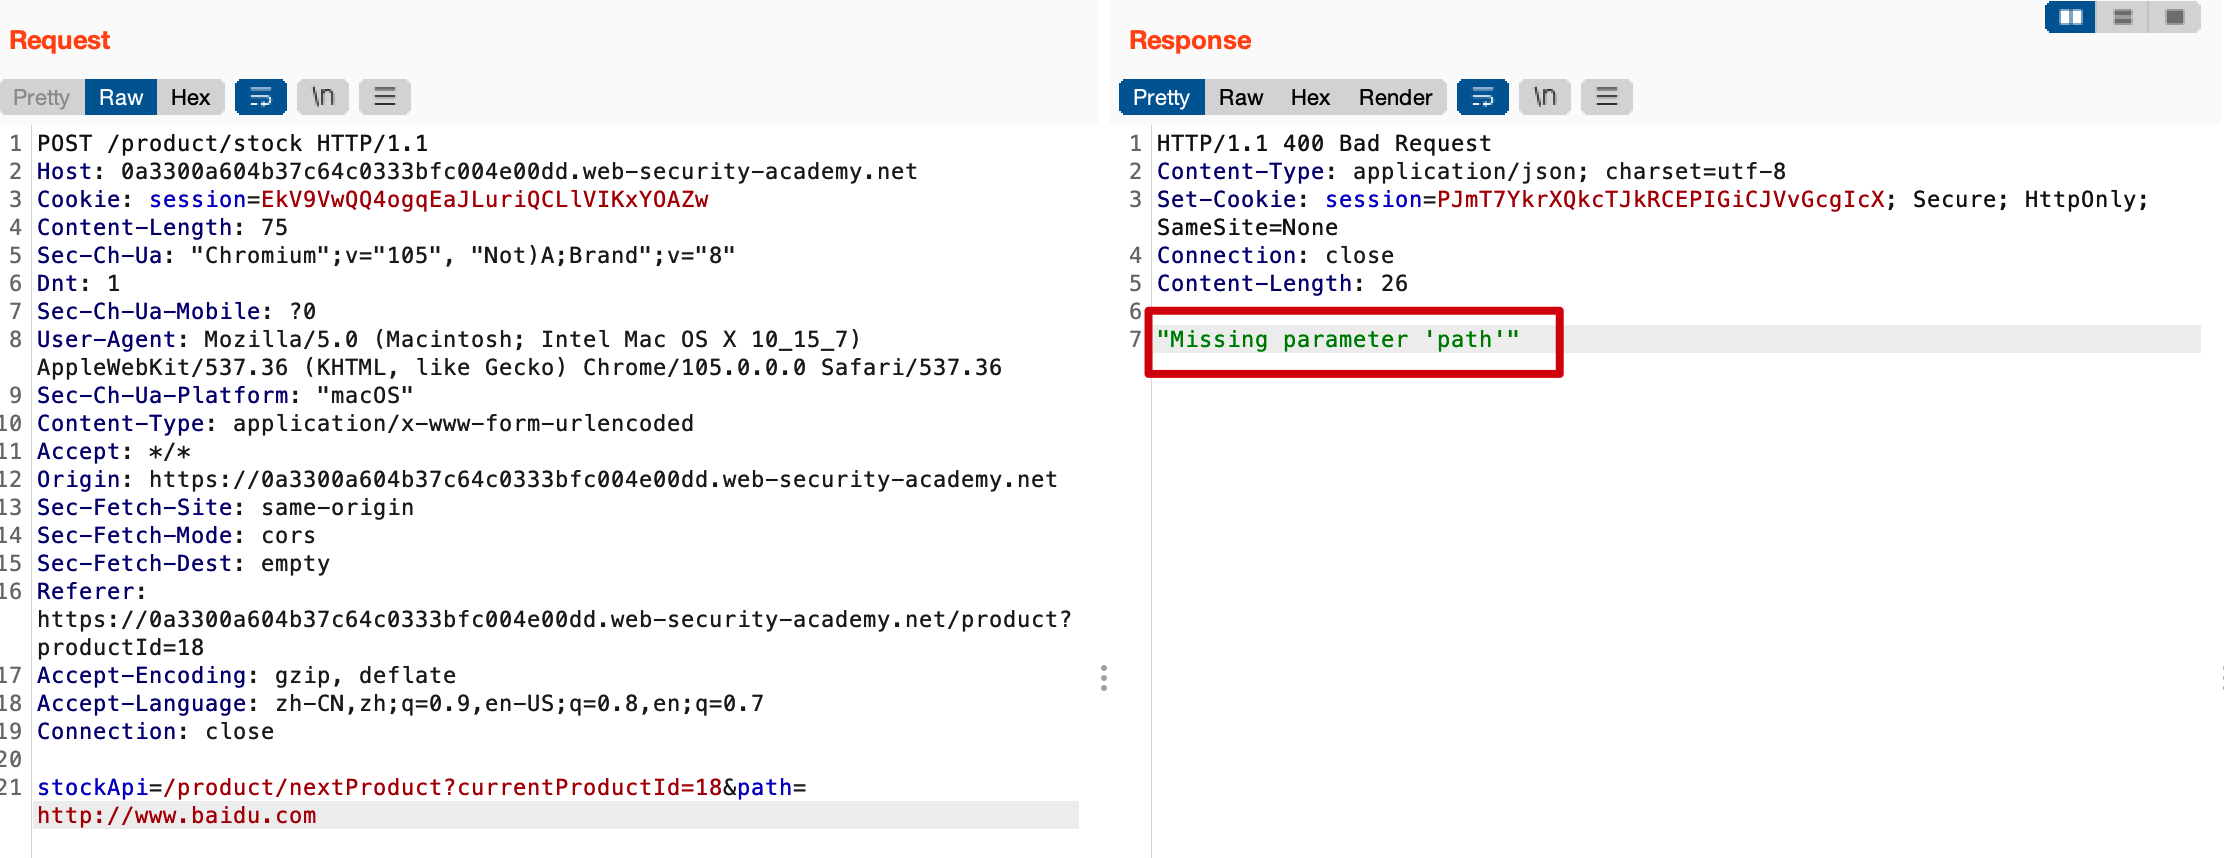 Request
Pretty Raw Hex \n
1 POST /product/stock HTTP/1.1
2 Host: 0a3300a604b37c64c0333bfc004e00dd.web-security-academy.net
3 Cookie: session=EkV9VwQQ4ogqEaJLuriQCLlVIKxYOAZw
4 Content-Length: 75
5 Sec-Ch-Ua: "Chromium";v="105", "Not)A;Brand";v="8"
6 Dnt: 1
7 Sec-Ch-Ua-Mobile: ?0
8 User-Agent: Mozilla/5.0 (Macintosh; Intel Mac OS X 10_15_7)
AppleWebKit/537.36 (KHTML, like Gecko) Chrome/105.0.0.0 Safari/537.36
9 Sec-Ch-Ua-Platform: "macOS"
10 Content-Type: application/x-www-form-urlencoded
11 Accept: */*
12 Origin: https://0a3300a604b37c64c0333bfc004e00dd.web-security-academy.net
13 Sec-Fetch-Site: same-origin
14 Sec-Fetch-Mode: cors
15 Sec-Fetch-Dest: empty
16 Referer:
https://0a3300a604b37c64c0333bfc004e00dd.web-security-academy.net/product?
productId=18
17 Accept-Encoding: gzip, deflate
18 Accept-Language: zh-CN,zh;q=0.9,en-US;q=0.8,en;q=0.7
19 Connection: close
20
21 stockApi=/product/nextProduct?currentProductId=18&path=
http://www.baidu.com
Response
Pretty Raw Hex Render \n
1 HTTP/1.1 400 Bad Request
2 Content-Type: application/json; charset=utf-8
3 Set-Cookie: session=PJmT7YkrXQkcTJkRCEPIGiCJVvGcgIcX; Secure; HttpOnly;
SameSite=None
4 Connection: close
5 Content-Length: 26
6
7 "Missing parameter 'path'"